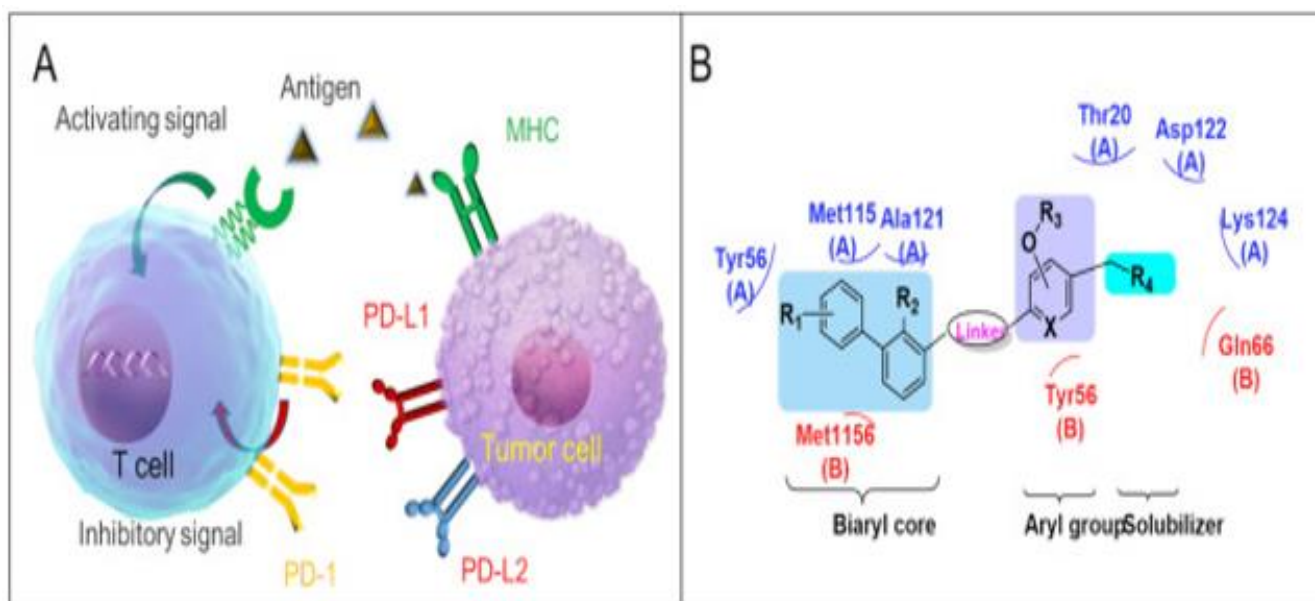 A
Antigen
Activating signal
MHC
PD-L1
T cell
Tumor cell
Inhibitory signal
PD-1
PD-L2
B
Thr20
(A)
Asp122
(A)
Met115
(A)
Ala121
(A)
Lys124
(A)
Tyr56
(A)
R3
O
R4
R1
R2
Linker
X
Gln66
(B)
Tyr56
(B)
Met1156
(B)
Biaryl core
Aryl group
Solubilizer